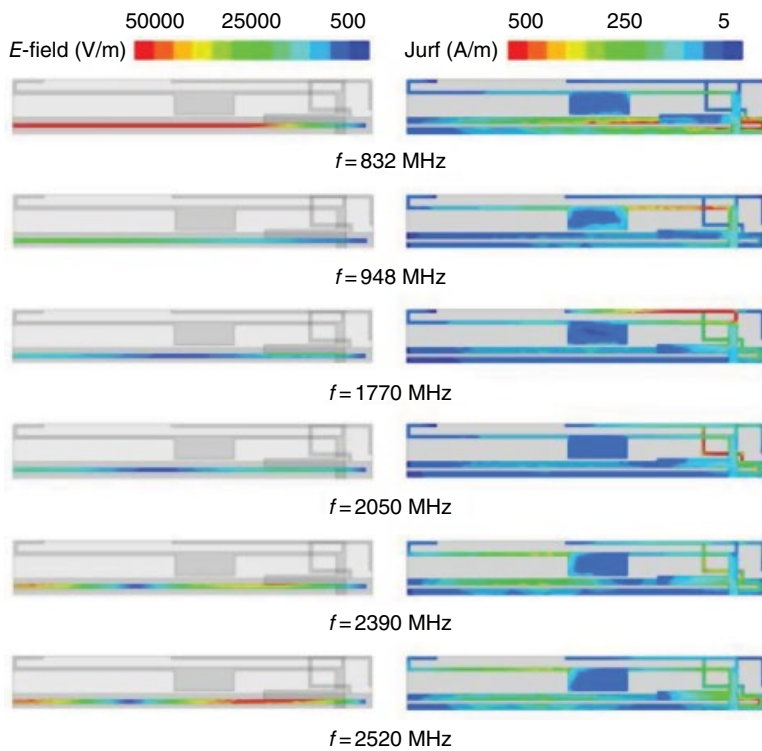 50000 25000 500
E-field (V/m)
500 250 5
Jurf (A/m)
f = 832 MHz
f = 948 MHz
f = 1770 MHz
f = 2050 MHz
f = 2390 MHz
f = 2520 MHz